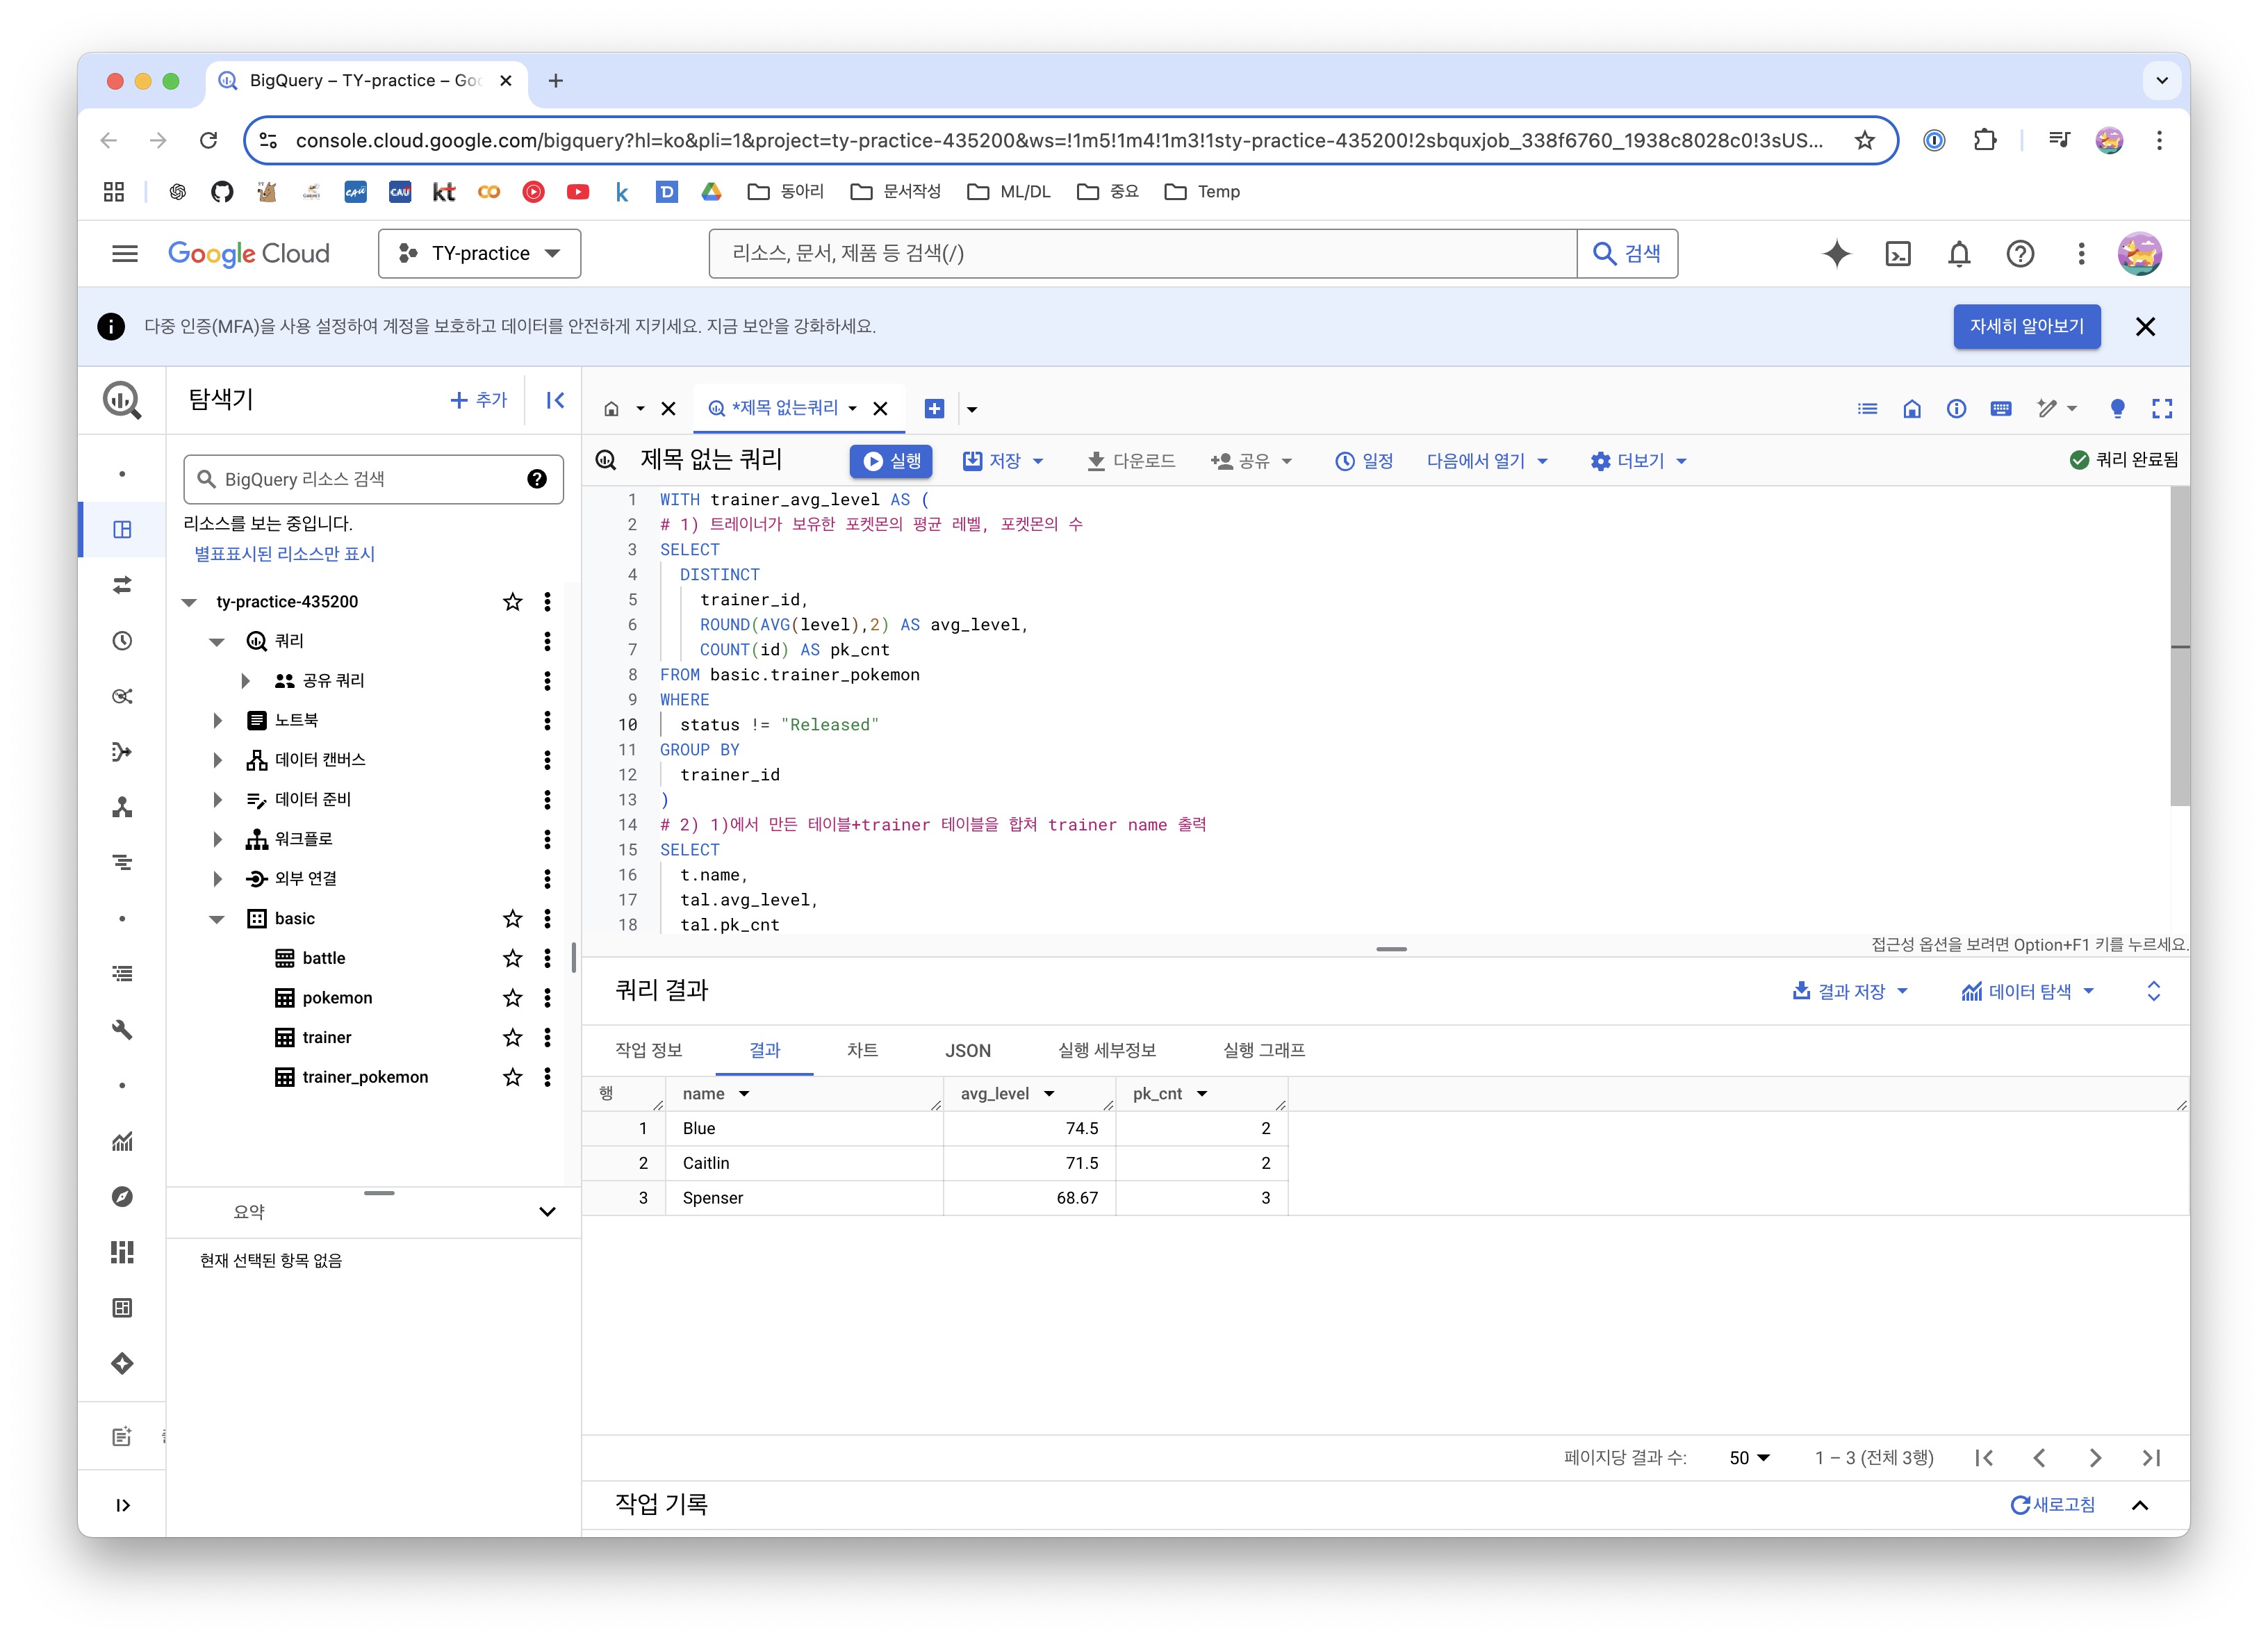 BigQuery – TY-practice – Goo
console.cloud.google.com/bigquery?hl=ko&pli=1&project=ty-practice-435200&ws=!1m5!1m4!1m3!1sty-practice-435200!2sbquxjob_338f6760_1938c8028c0!3sUS...
CAU CAU kt k D 동아리 문서작성 ML/DL 중요 Temp
Google Cloud TY-practice 리소스, 문서, 제품 등 검색(/) 검색
다중 인증(MFA)을 사용 설정하여 계정을 보호하고 데이터를 안전하게 지키세요. 지금 보안을 강화하세요. 자세히 알아보기
탐색기 + 추가
BigQuery 리소스 검색
리소스를 보는 중입니다.
별표표시된 리소스만 표시
ty-practice-435200
쿼리
공유 쿼리
노트북
데이터 캔버스
데이터 준비
워크플로
외부 연결
basic
battle
pokemon
trainer
trainer_pokemon
요약
현재 선택된 항목 없음
*제목 없는쿼리
제목 없는 쿼리 실행 저장 다운로드 공유 일정 다음에서 열기 더보기 쿼리 완료됨
1 WITH trainer_avg_level AS (
2 # 1) 트레이너가 보유한 포켓몬의 평균 레벨, 포켓몬의 수
3 SELECT
4 DISTINCT
5 trainer_id,
6 ROUND(AVG(level),2) AS avg_level,
7 COUNT(id) AS pk_cnt
8 FROM basic.trainer_pokemon
9 WHERE
10 status != "Released"
11 GROUP BY
12 trainer_id
13 )
14 # 2) 1)에서 만든 테이블+trainer 테이블을 합쳐 trainer name 출력
15 SELECT
16 t.name,
17 tal.avg_level,
18 tal.pk_cnt
접근성 옵션을 보려면 Option+F1 키를 누르세요.
쿼리 결과 결과 저장 데이터 탐색
작업 정보 결과 차트 JSON 실행 세부정보 실행 그래프
행 name avg_level pk_cnt
1 Blue 74.5 2
2 Caitlin 71.5 2
3 Spenser 68.67 3
페이지당 결과 수: 50 1 – 3 (전체 3행)
작업 기록 새로고침